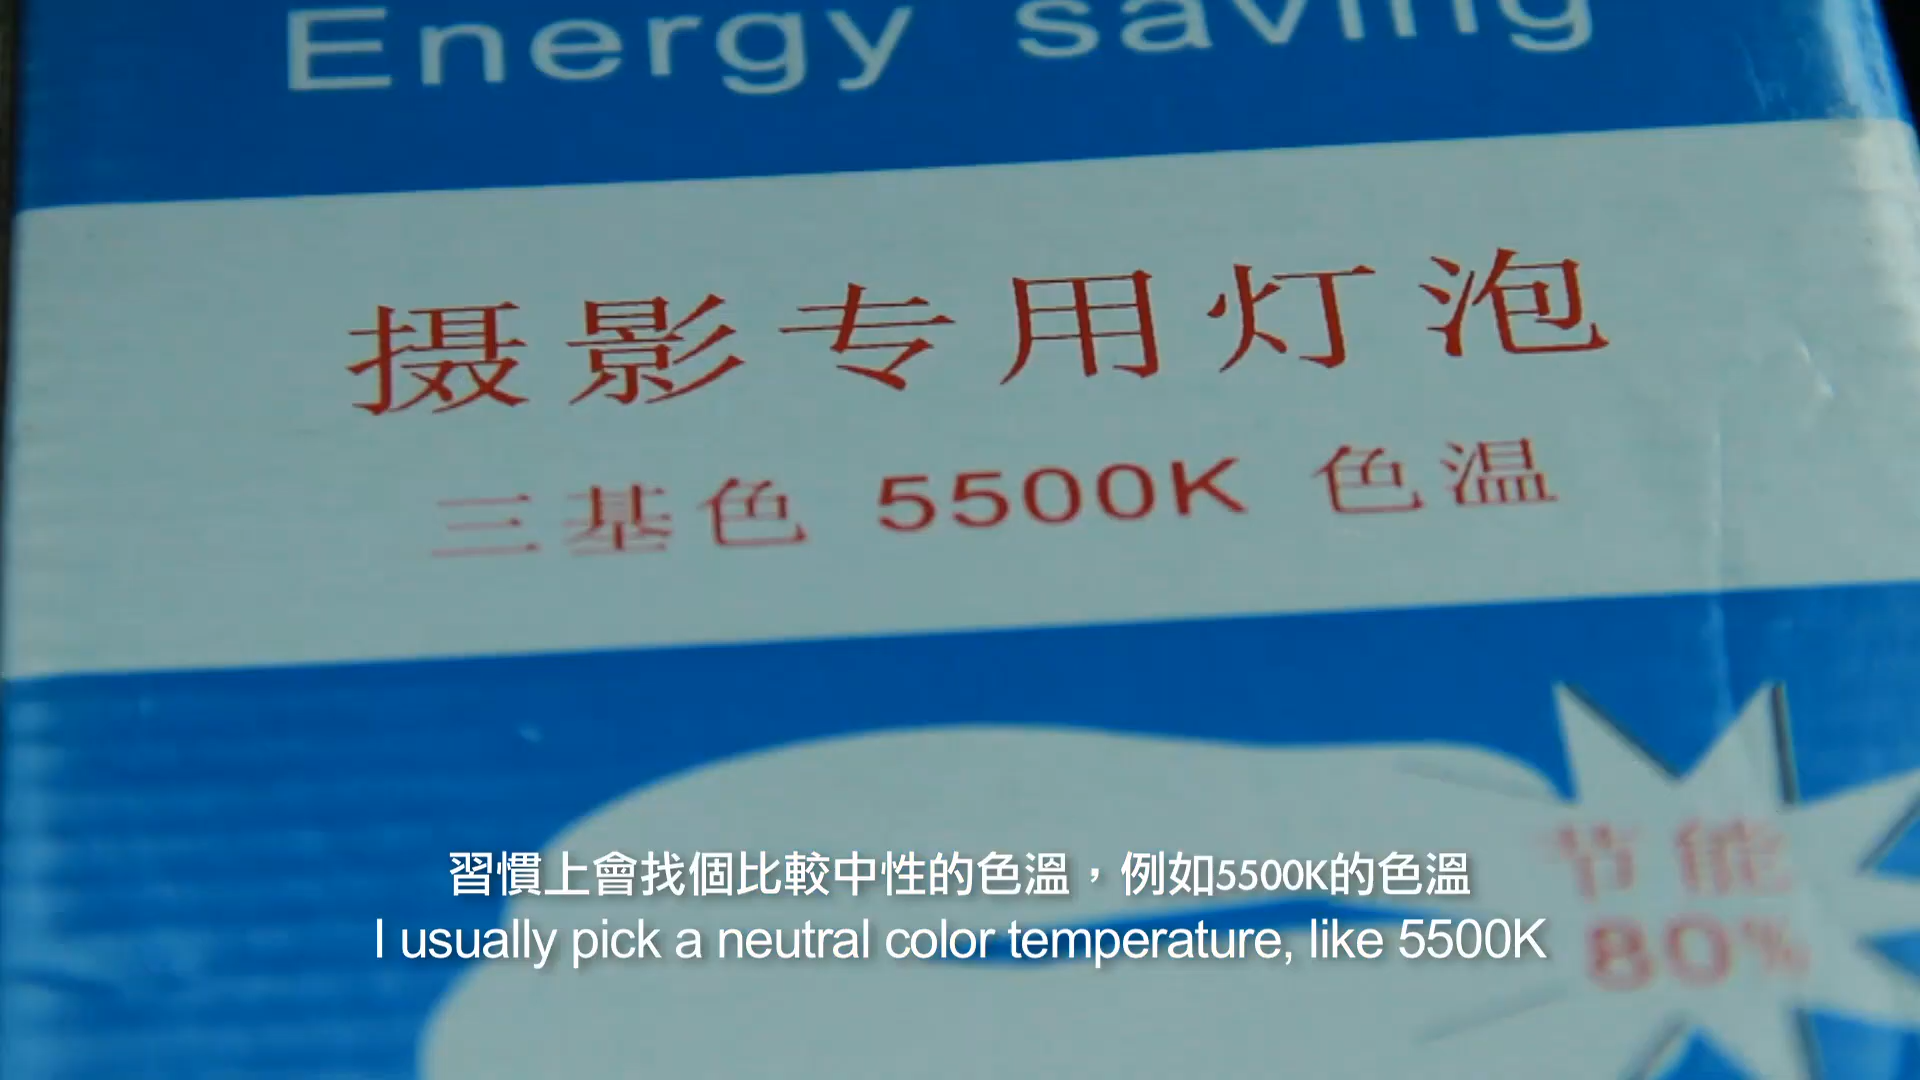 Energy saving
摄影专用灯泡
三基色 5500K 色温
节能
80%
習慣上會找個比較中性的色溫，例如5500K的色溫
I usually pick a neutral color temperature, like 5500K